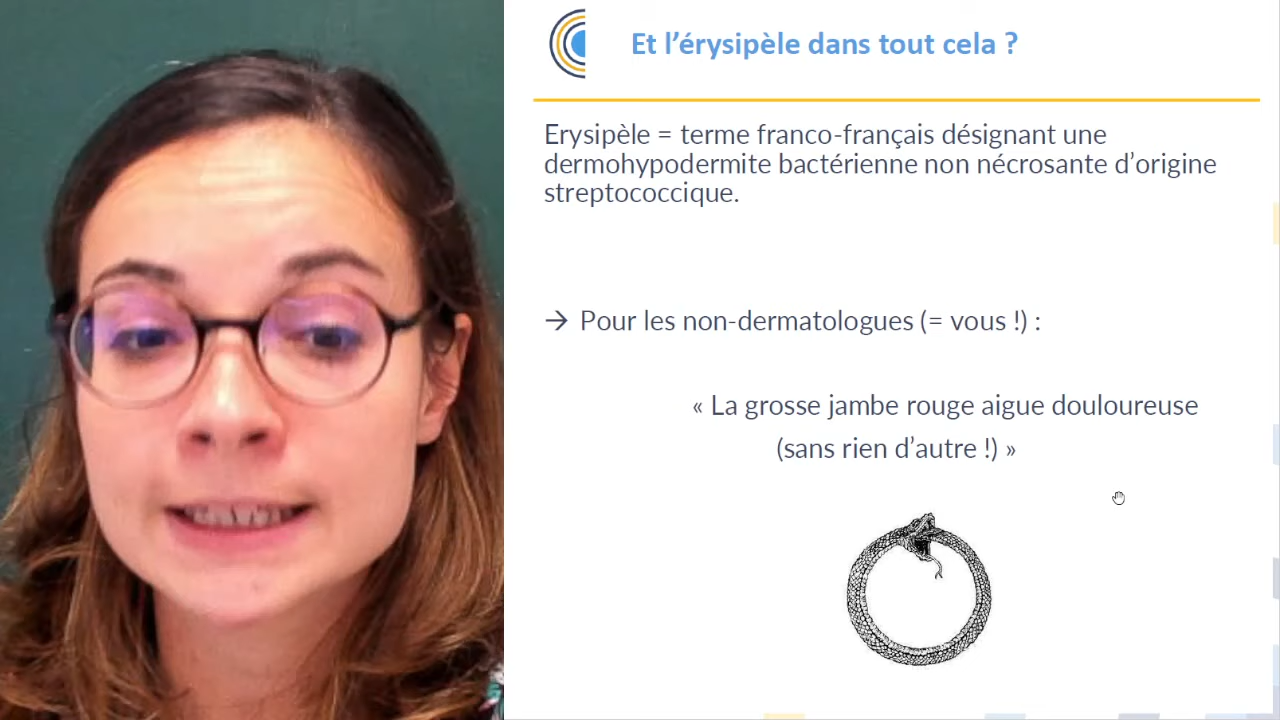 Et l’érysipèle dans tout cela ?
Erysipèle = terme franco-français désignant une
dermohypodermite bactérienne non nécrosante d’origine
streptococcique.
→ Pour les non-dermatologues (= vous !) :
« La grosse jambe rouge aigue douloureuse
(sans rien d’autre !) »